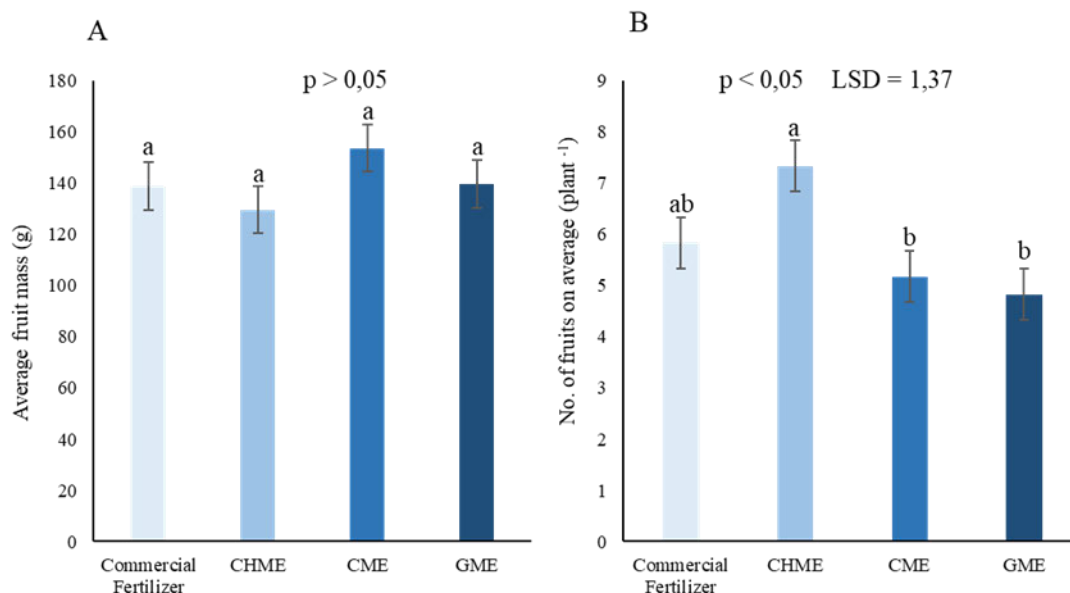 A
p > 0,05
Average fruit mass (g)
180
160
140
120
100
80
60
40
20
0
a
a
a
a
Commercial
Fertilizer
CHME
CME
GME
B
p < 0,05 LSD = 1,37
No. of fruits on average (plant -1)
9
8
7
6
5
4
3
2
1
0
ab
a
b
b
Commercial
Fertilizer
CHME
CME
GME